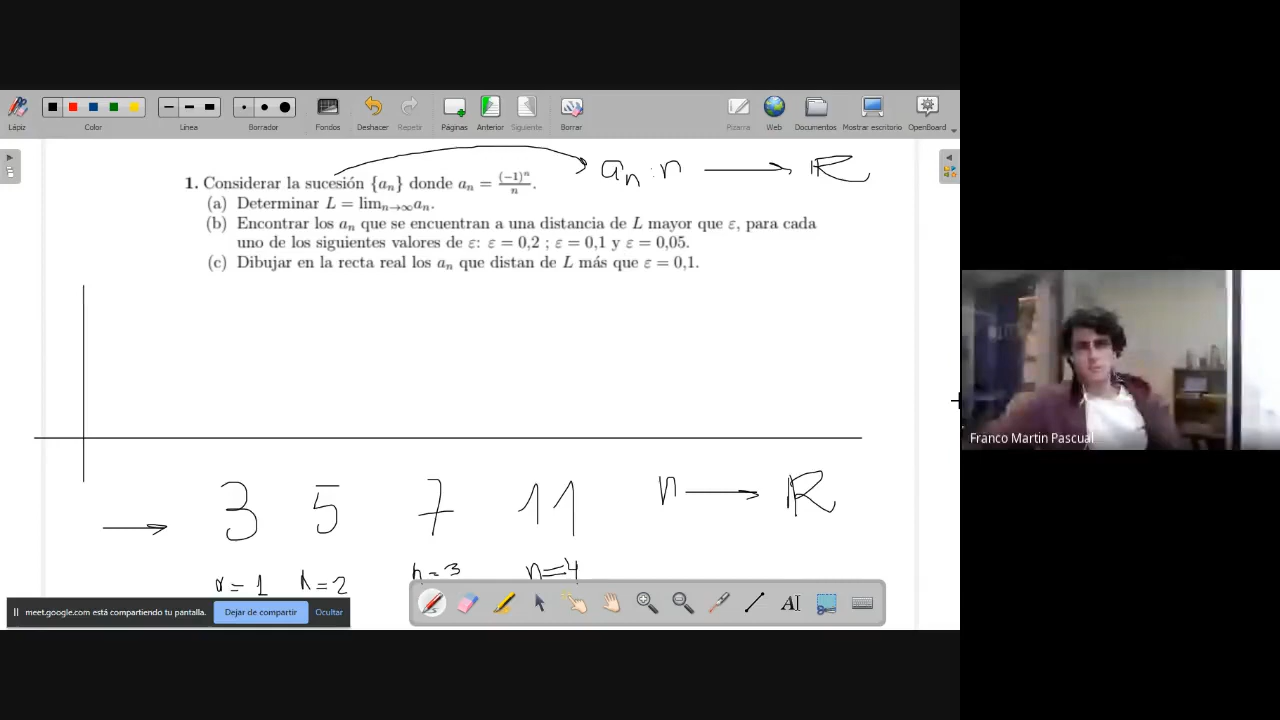 Lápiz Color Línea Borrador Fondos Deshacer Repetir Páginas Anterior Siguiente Borrar Pizarra Web Documentos Mostrar escritorio OpenBoard
aₙ : n → ℝ
1. Considerar la sucesión {aₙ} donde aₙ = (-1)ⁿ/n.
(a) Determinar L = limₙ→∞ aₙ.
(b) Encontrar los aₙ que se encuentran a una distancia de L mayor que ε, para cada
uno de los siguientes valores de ε: ε = 0,2 ; ε = 0,1 y ε = 0,05.
(c) Dibujar en la recta real los aₙ que distan de L más que ε = 0,1.
Franco Martin Pascual
→ 3 5 7 11 n → ℝ
n = 1 n = 2 n = 3 n = 4
meet.google.com está compartiendo tu pantalla. Dejar de compartir Ocultar
AI